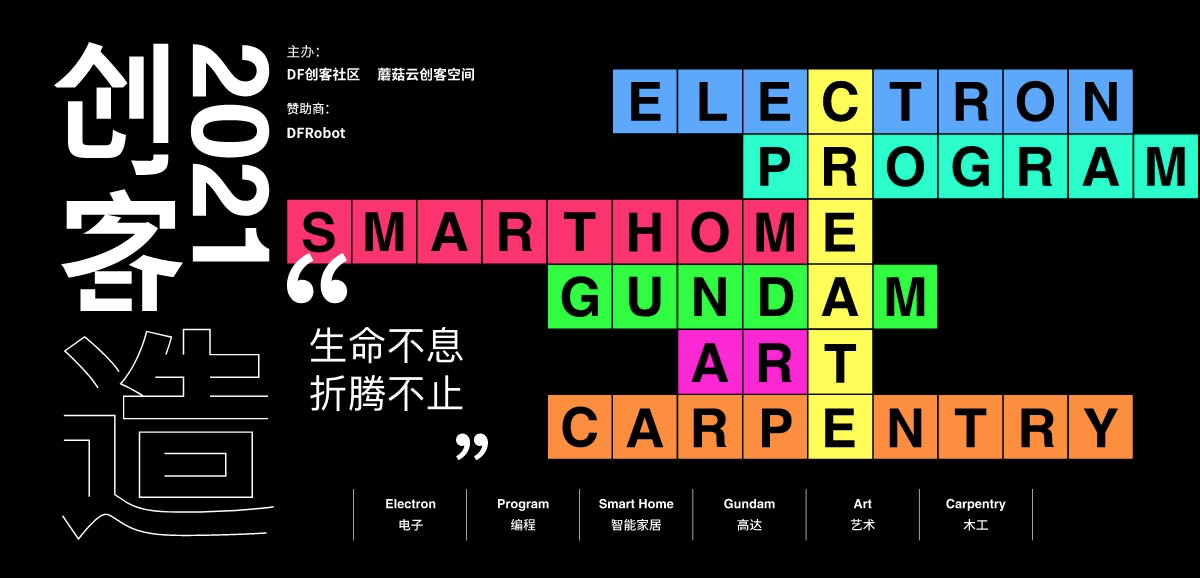 创客造
2021
主办：
DF创客社区 蘑菇云创客空间
赞助商：
DFRobot
ELECTRON
PROGRAM
SMARTHOME
GUNDAM
ART
CARPENTRY
“
生命不息
折腾不止
”
Electron
电子
Program
编程
Smart Home
智能家居
Gundam
高达
Art
艺术
Carpentry
木工